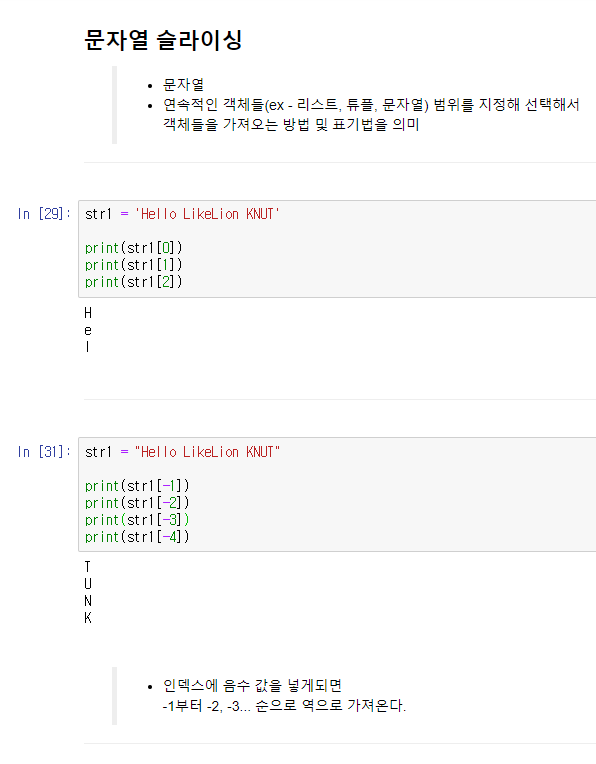 문자열 슬라이싱
• 문자열
• 연속적인 객체들(ex - 리스트, 튜플, 문자열) 범위를 지정해 선택해서
객체들을 가져오는 방법 및 표기법을 의미
In [29]: str1 = 'Hello LikeLion KNUT'
print(str1[0])
print(str1[1])
print(str1[2])
H
e
l
In [31]: str1 = "Hello LikeLion KNUT"
print(str1[-1])
print(str1[-2])
print(str1[-3])
print(str1[-4])
T
U
N
K
• 인덱스에 음수 값을 넣게되면
-1부터 -2, -3... 순으로 역으로 가져온다.